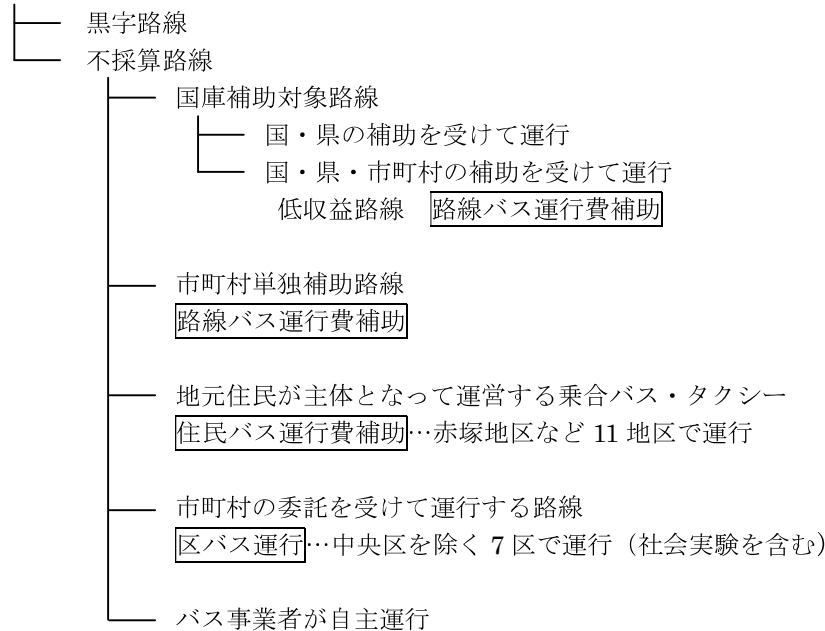 黒字路線
不採算路線
国庫補助対象路線
国・県の補助を受けて運行
国・県・市町村の補助を受けて運行
低収益路線 路線バス運行費補助
市町村単独補助路線
路線バス運行費補助
地元住民が主体となって運営する乗合バス・タクシー
住民バス運行費補助…赤塚地区など 11 地区で運行
市町村の委託を受けて運行する路線
区バス運行…中央区を除く 7 区で運行（社会実験を含む）
バス事業者が自主運行